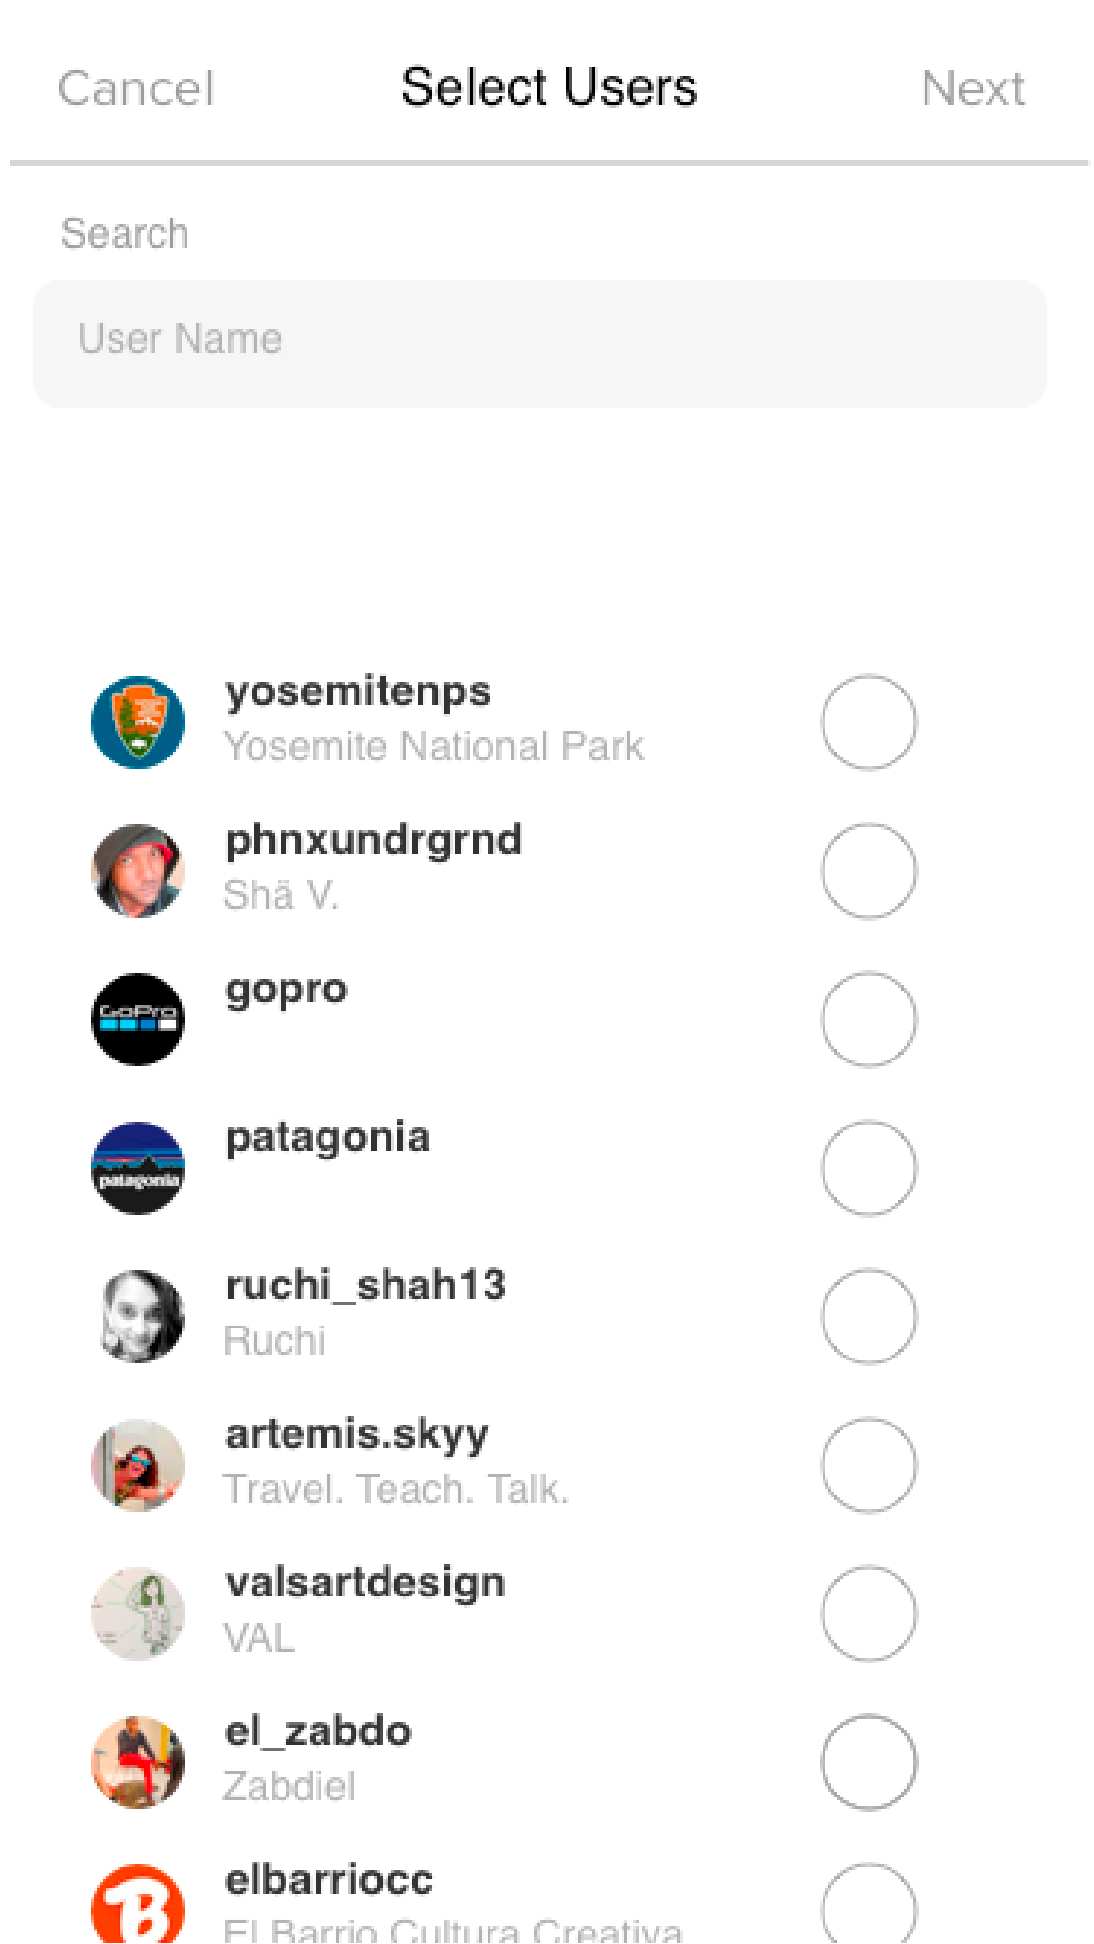 Cancel Select Users Next
Search
User Name
yosemitenps
Yosemite National Park
phnxundrgrnd
Shä V.
GoPro
gopro
patagonia
patagonia
ruchi_shah13
Ruchi
artemis.skyy
Travel. Teach. Talk.
valsartdesign
VAL
el_zabdo
Zabdiel
B
elbarriocc
El Barrio Cultura Creativa